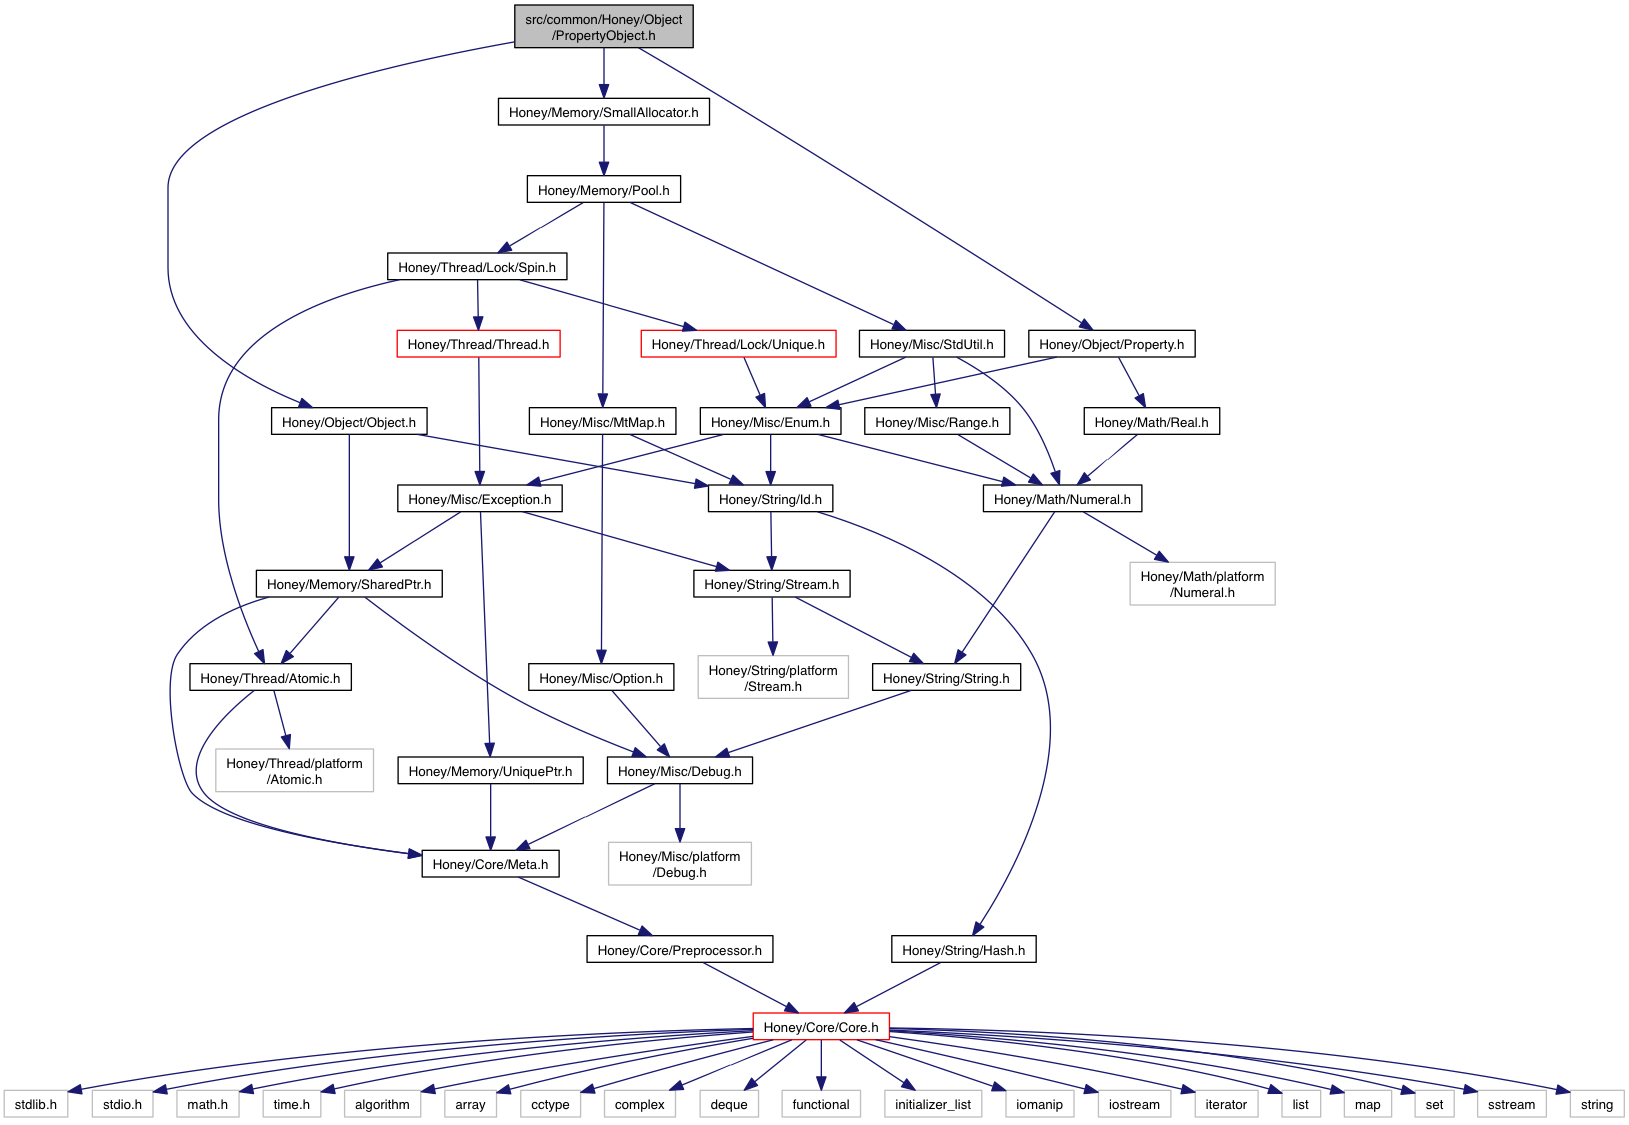 src/common/Honey/Object
/PropertyObject.h
Honey/Memory/SmallAllocator.h
Honey/Memory/Pool.h
Honey/Thread/Lock/Spin.h
Honey/Thread/Thread.h
Honey/Thread/Lock/Unique.h
Honey/Misc/StdUtil.h
Honey/Object/Property.h
Honey/Object/Object.h
Honey/Misc/MtMap.h
Honey/Misc/Enum.h
Honey/Misc/Range.h
Honey/Math/Real.h
Honey/Misc/Exception.h
Honey/String/Id.h
Honey/Math/Numeral.h
Honey/Memory/SharedPtr.h
Honey/String/Stream.h
Honey/Math/platform
/Numeral.h
Honey/Thread/Atomic.h
Honey/Misc/Option.h
Honey/String/platform
/Stream.h
Honey/String/String.h
Honey/Thread/platform
/Atomic.h
Honey/Memory/UniquePtr.h
Honey/Misc/Debug.h
Honey/Core/Meta.h
Honey/Misc/platform
/Debug.h
Honey/Core/Preprocessor.h
Honey/String/Hash.h
Honey/Core/Core.h
stdlib.h
stdio.h
math.h
time.h
algorithm
array
cctype
complex
deque
functional
initializer_list
iomanip
iostream
iterator
list
map
set
sstream
string